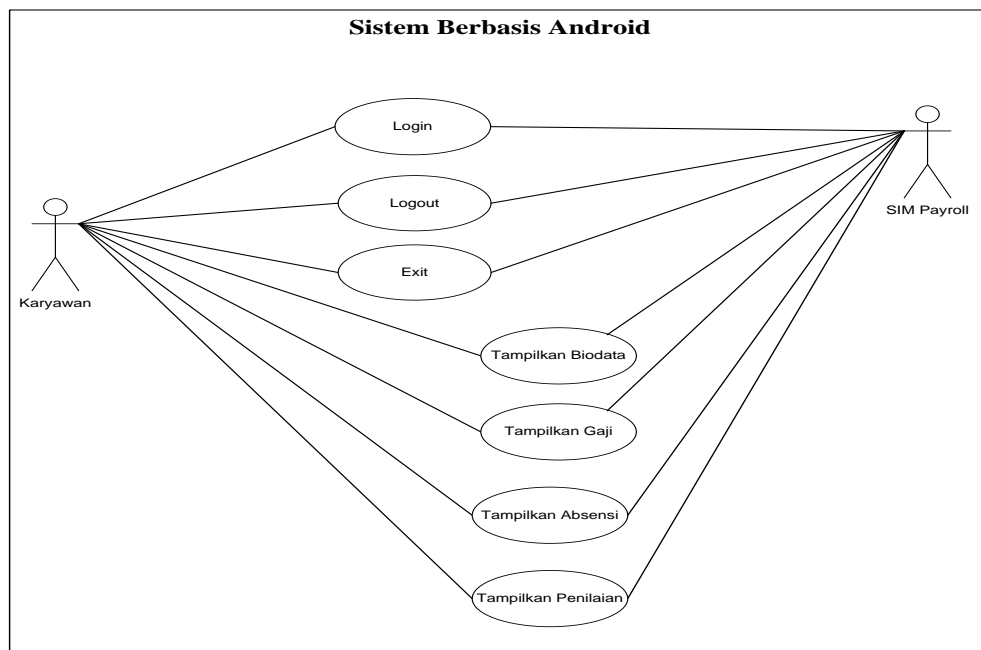 Sistem Berbasis Android
Login
Logout
SIM Payroll
Exit
Karyawan
Tampilkan Biodata
Tampilkan Gaji
Tampilkan Absensi
Tampilkan Penilaian